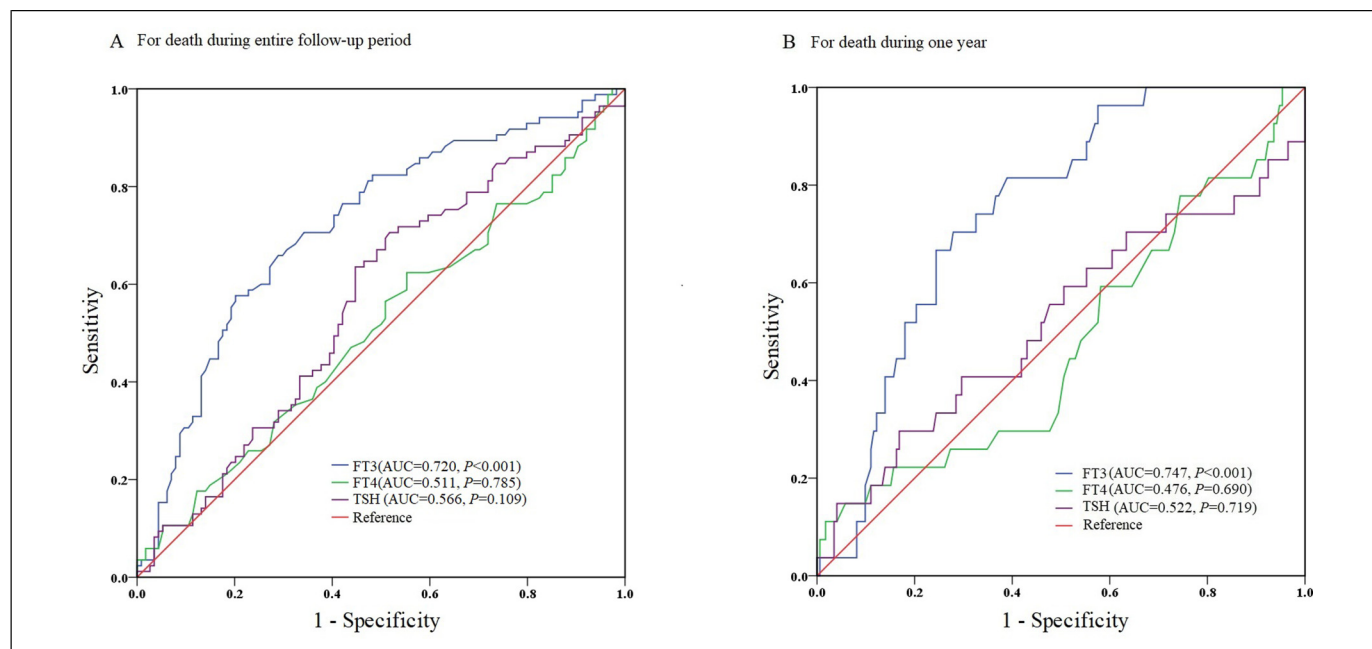 A For death during entire follow-up period
1.0
0.8
0.6
0.4
0.2
0.0
Sensitiviy
FT3(AUC=0.720, P<0.001)
FT4(AUC=0.511, P=0.785)
TSH (AUC=0.566, P=0.109)
Reference
0.0 0.2 0.4 0.6 0.8 1.0
1 - Specificity
B For death during one year
1.0
0.8
0.6
0.4
0.2
0.0
Sensitiviy
FT3(AUC=0.747, P<0.001)
FT4(AUC=0.476, P=0.690)
TSH (AUC=0.522, P=0.719)
Reference
0.0 0.2 0.4 0.6 0.8 1.0
1 - Specificity